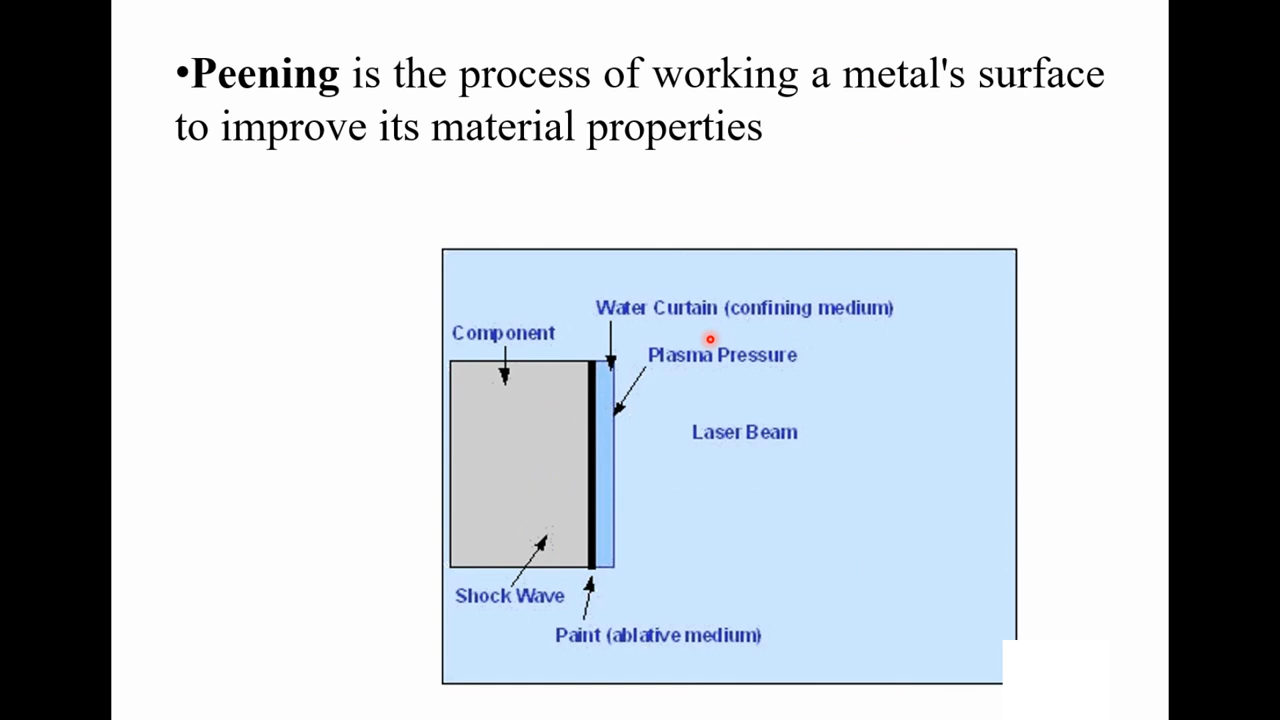 •Peening is the process of working a metal's surface
to improve its material properties
Water Curtain (confining medium)
Component
Plasma Pressure
Laser Beam
Shock Wave
Paint (ablative medium)